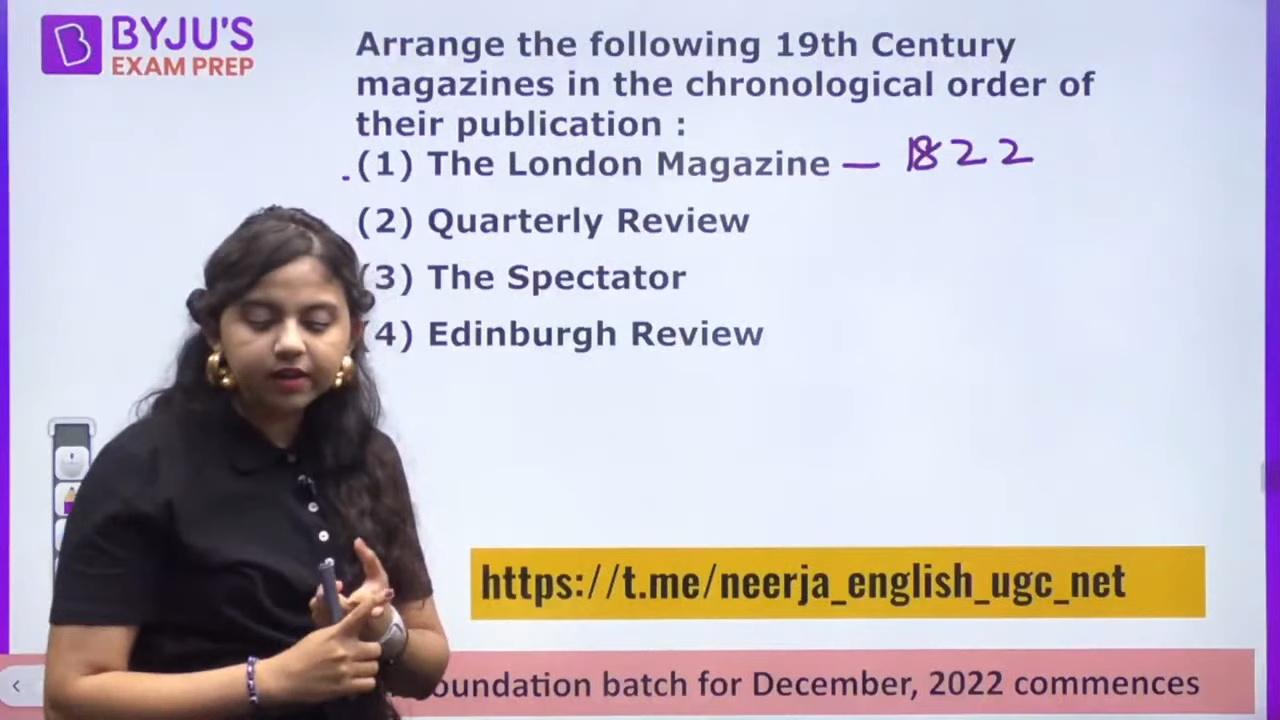 BYJU'S
EXAM PREP
Arrange the following 19th Century
magazines in the chronological order of
their publication :
(1) The London Magazine — 1822
(2) Quarterly Review
(3) The Spectator
(4) Edinburgh Review
https://t.me/neerja_english_ugc_net
oundation batch for December, 2022 commences